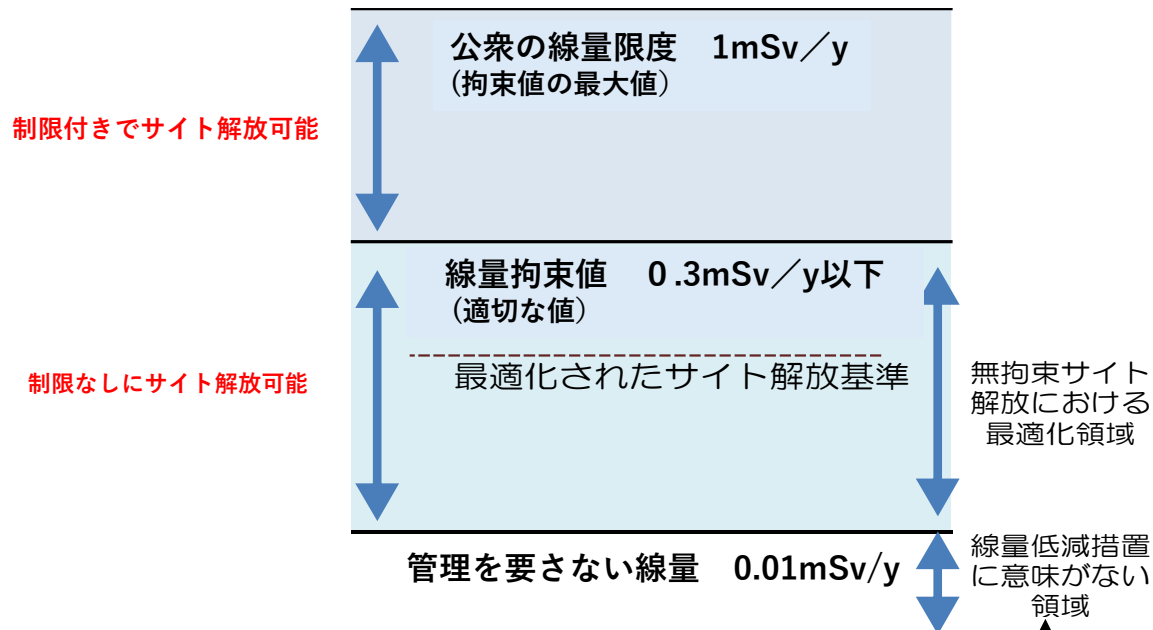 公衆の線量限度　1mSv／y
(拘束値の最大値)
制限付きでサイト解放可能
線量拘束値　０.3mSv／y以下
(適切な値)
最適化されたサイト解放基準
制限なしにサイト解放可能
無拘束サイト
解放における
最適化領域
管理を要さない線量　0.01mSv/y
線量低減措置
に意味がない
領域